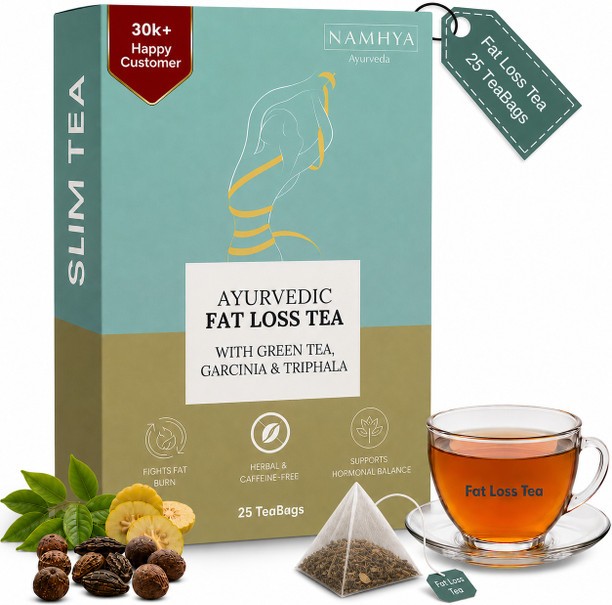 30k+
Happy
Customer
NAMHYA
Ayurveda
Fat Loss Tea
25 TeaBags
SLIM TEA
AYURVEDIC
FAT LOSS TEA
WITH GREEN TEA,
GARCINIA & TRIPHALA
FIGHTS FAT
BURN
HERBAL &
CAFFEINE-FREE
SUPPORTS
HORMONAL BALANCE
25 TeaBags
Fat Loss Tea
Fat Loss
Tea